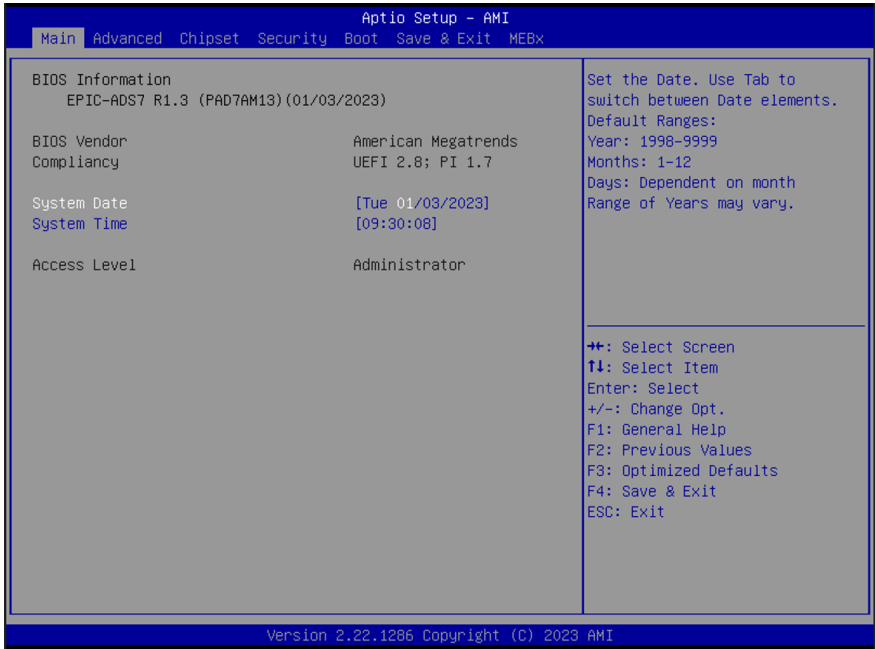 Aptio Setup – AMI
Main Advanced Chipset Security Boot Save & Exit MEBx
BIOS Information
EPIC-ADS7 R1.3 (PAD7AM13)(01/03/2023)
BIOS Vendor American Megatrends
Compliancy UEFI 2.8; PI 1.7
System Date [Tue 01/03/2023]
System Time [09:30:08]
Access Level Administrator
Set the Date. Use Tab to
switch between Date elements.
Default Ranges:
Year: 1998-9999
Months: 1-12
Days: Dependent on month
Range of Years may vary.
→←: Select Screen
↑↓: Select Item
Enter: Select
+/-: Change Opt.
F1: General Help
F2: Previous Values
F3: Optimized Defaults
F4: Save & Exit
ESC: Exit
Version 2.22.1286 Copyright (C) 2023 AMI